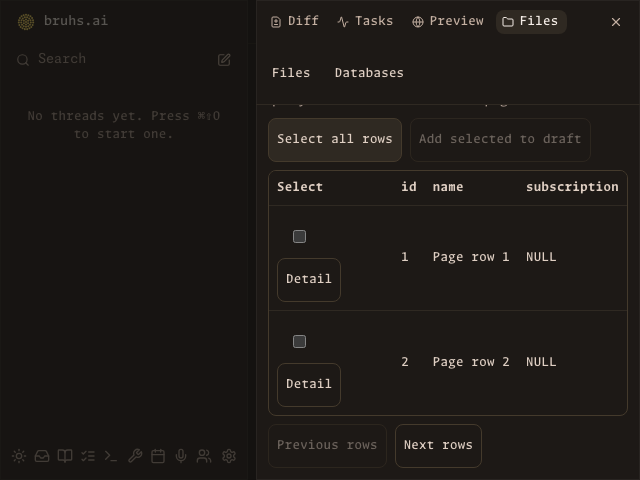 bruhs.ai
Search
No threads yet. Press ⌘⇧O
to start one.
Diff Tasks Preview Files
Files Databases
Select all rows Add selected to draft
Select id name subscription
1 Page row 1 NULL
Detail
2 Page row 2 NULL
Detail
Previous rows Next rows